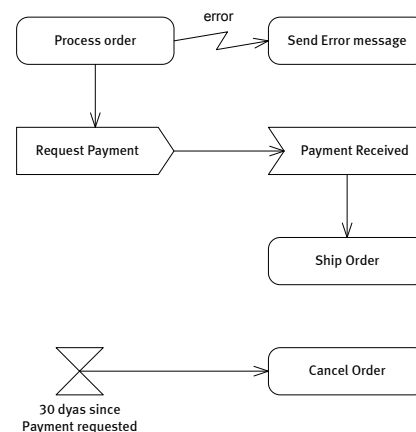 error
Process order
Send Error message
Request Payment
Payment Received
Ship Order
Cancel Order
30 dyas since
Payment requested